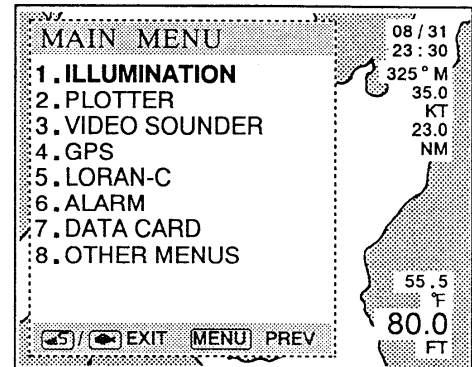 MAIN MENU
1. ILLUMINATION
2. PLOTTER
3. VIDEO SOUNDER
4. GPS
5. LORAN-C
6. ALARM
7. DATA CARD
8. OTHER MENUS
/ EXIT MENU PREV
08/31
23:30
325° M
35.0
KT
23.0
NM
55.5
°F
80.0
FT